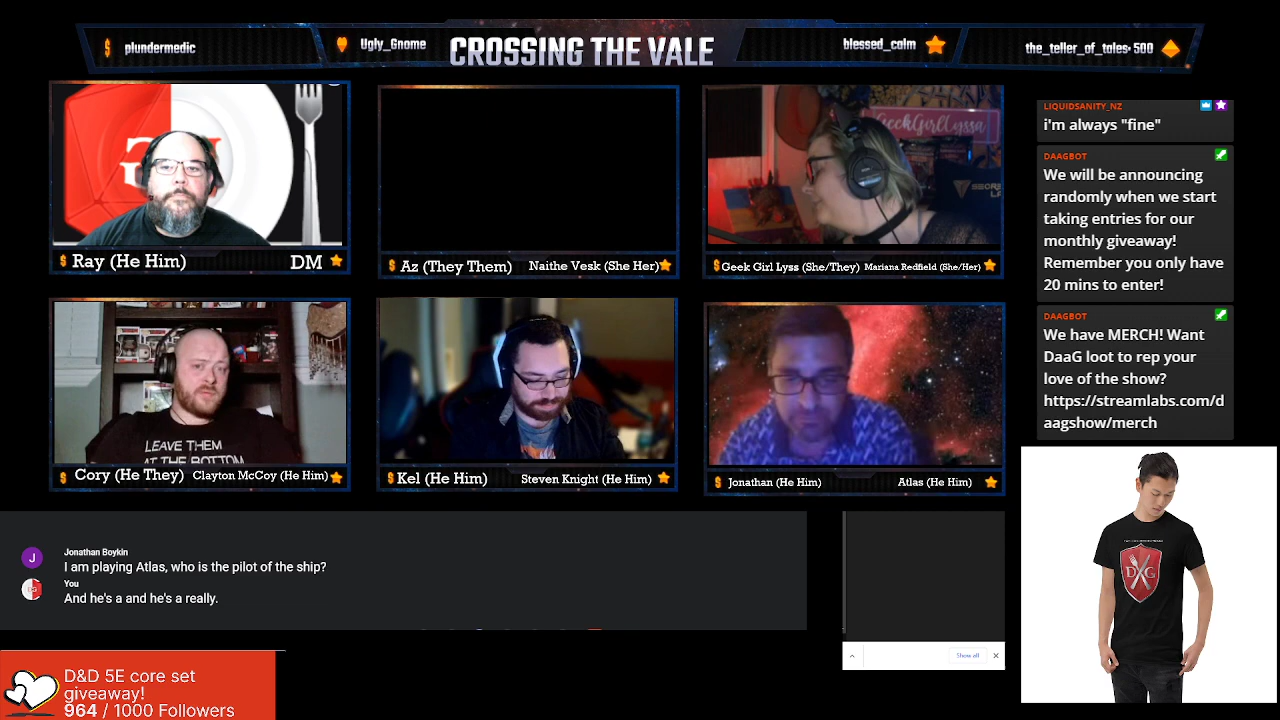 plundermedic
Ugly_Gnome
CROSSING THE VALE
blessed_calm
the_teller_of_tales• 500
GeekGirlLyssa
Ray (He Him)
DM
Az (They Them)
Naithe Vesk (She Her)
Geek Girl Lyss (She/They)
Mariana Redfield (She/Her)
LEAVE THEM
AT THE BOTTOM
Cory (He They)
Clayton McCoy (He Him)
Kel (He Him)
Steven Knight (He Him)
Jonathan (He Him)
Atlas (He Him)
LIQUIDSANITY_NZ
i'm always "fine"
DAAGBOT
We will be announcing
randomly when we start
taking entries for our
monthly giveaway!
Remember you only have
20 mins to enter!
DAAGBOT
We have MERCH! Want
DaaG loot to rep your
love of the show?
https://streamlabs.com/d
aagshow/merch
J
Jonathan Boykin
I am playing Atlas, who is the pilot of the ship?
You
And he's a and he's a really.
Show all
D G
D&D 5E core set
giveaway!
964 / 1000 Followers